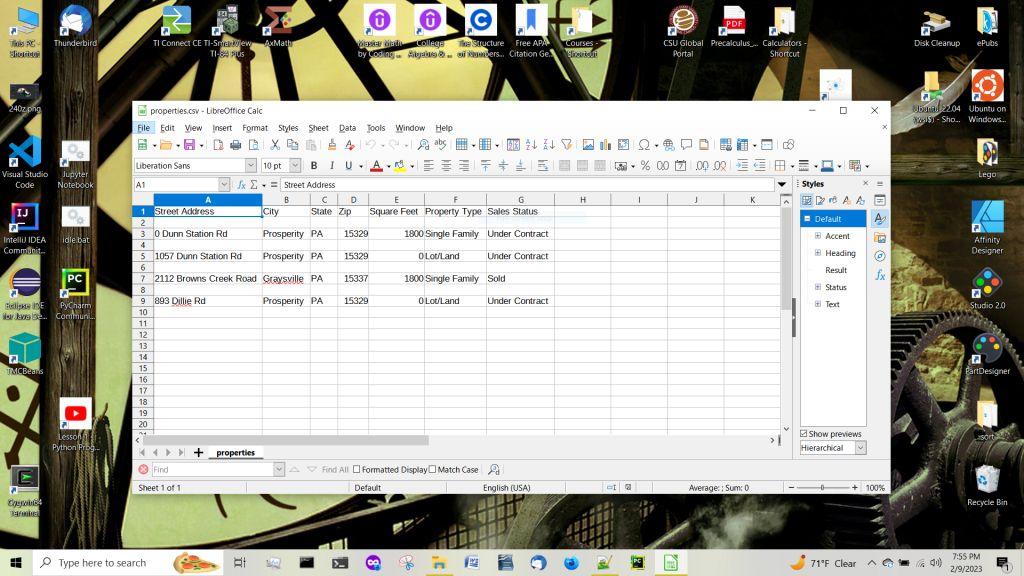 This PC - Shortcut
Thunderbird
TI Connect CE
TI-SmartView TI-84 Plus
AxMath
Master Math by Coding ...
College Algebra & ...
The Structure of Numbers...
Free APA Citation Ge...
Courses - Shortcut
CSU Global Portal
PDF
Precalculus_...
Calculators - Shortcut
Disk Cleanup
ePubs
240z.png
Ubuntu 22.04 (wsl$) - Sho...
Ubuntu on Windows...
Visual Studio Code
Jupyter Notebook
Lego
IntelliJ IDEA Communit...
idle.bat
Affinity Designer
Eclipse IDE for Java De...
PyCharm Communi...
Studio 2.0
TMCBeans
PartDesigner
Lesson - Python Prog...
sort
Cygwin64 Terminal
Recycle Bin
properties.csv - LibreOffice Calc
File Edit View Insert Format Styles Sheet Data Tools Window Help
Liberation Sans 10 pt B I U A
A1 fx Σ = Street Address
A B C D E F G H I J K
1 Street Address City State Zip Square Feet Property Type Sales Status
2
3 0 Dunn Station Rd Prosperity PA 15329 1800 Single Family Under Contract
4
5 1057 Dunn Station Rd Prosperity PA 15329 0 Lot/Land Under Contract
6
7 2112 Browns Creek Road Graysville PA 15337 1800 Single Family Sold
8
9 893 Dillie Rd Prosperity PA 15329 0 Lot/Land Under Contract
10
11
12
13
14
15
16
17
18
19
20
Styles
Default
Accent
Heading
Result
Status
Text
Show previews
Hierarchical
properties
Find Find All Formatted Display Match Case
Sheet 1 of 1 Default English (USA) Average: ; Sum: 0 100%
Type here to search
71°F Clear
7:55 PM
2/9/2023